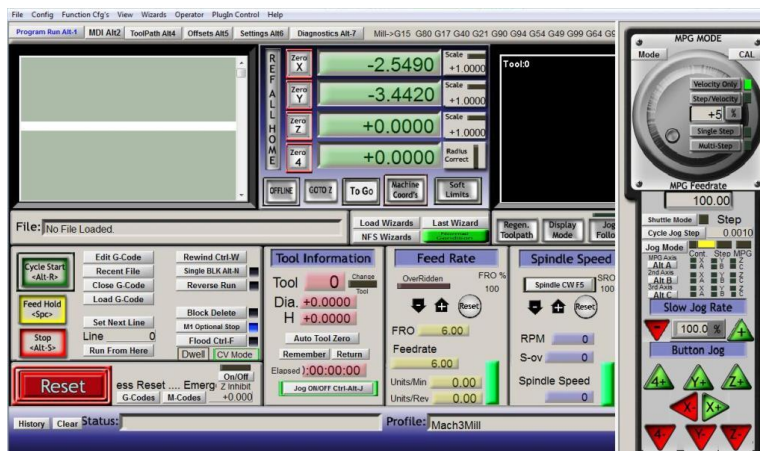 File Config Function Cfg's View Wizards Operator PlugIn Control Help
Program Run Alt-1 MDI Alt2 ToolPath Alt4 Offsets Alt5 Settings Alt6 Diagnostics Alt-7 Mill->G15 G80 G17 G40 G21 G90 G94 G54 G49 G99 G64 G9
REF ALL HOME
Zero X -2.5490 Scale +1.0000
Zero Y -3.4420 Scale +1.0000
Zero Z +0.0000 Scale +1.0000
Zero 4 +0.0000 Radius Correct
OFFLINE GOTO Z To Go Machine Coord's Soft Limits
Tool:0
File: No File Loaded.
Load Wizards Last Wizard
NFS Wizards
Regen. Toolpath Display Mode Jog Follo
Cycle Start <Alt-R>
Feed Hold <Spc>
Stop <Alt-S>
Edit G-Code Rewind Ctrl-W
Recent File Single BLK Alt-N
Close G-Code Reverse Run
Load G-Code
Set Next Line Block Delete
M1 Optional Stop
Line 0 Flood Ctrl-F
Run From Here Dwell CV Mode
Reset
ess Reset .... Emerg
On/Off
Z Inhibit
G-Codes M-Codes +0.000
Tool Information
Tool 0 Change Tool
Dia. +0.0000
H +0.0000
Auto Tool Zero
Remember Return
Elapsed ):00:00:00
Jog ON/OFF Ctrl-Alt-J
Feed Rate
OverRidden FRO % 100
Reset
FRO 6.00
Feedrate
6.00
Units/Min 0.00
Units/Rev 0.00
Spindle Speed
Spindle CW F5 SRO 100
Reset
RPM 0
S-ov 0
Spindle Speed
0
History Clear Status: Profile: Mach3Mill
MPG MODE
Mode CAL
Velocity Only
Step/Velocity
+5 %
Single Step
Multi-Step
MPG Feedrate
100.00
Shuttle Mode Step
Cycle Jog Step 0.0010
Jog Mode Cont. Step MPG
MPG Axis X Y Z
Alt A A B C
2nd Axis X Y Z
Alt B A B C
3rd Axis X Y Z
Alt C A B C
Slow Jog Rate
- 100.0 % +
Button Jog
4+ Y+ Z+
X- X+
4- Y- Z-